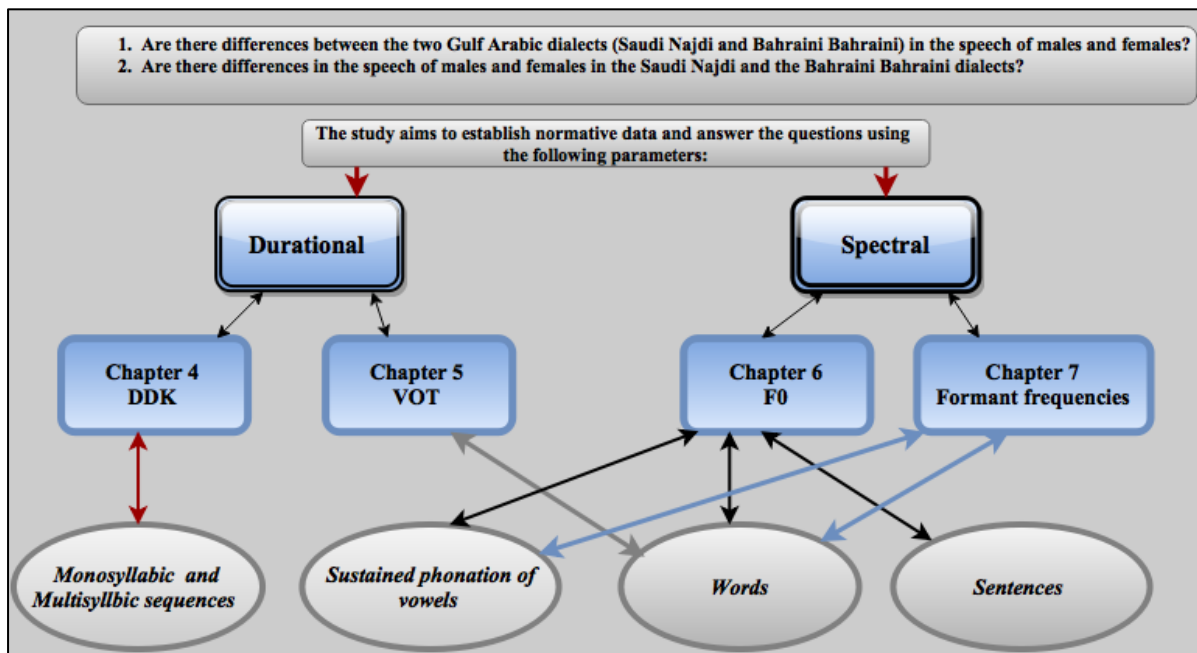 1. Are there differences between the two Gulf Arabic dialects (Saudi Najdi and Bahraini Bahraini) in the speech of males and females?
2. Are there differences in the speech of males and females in the Saudi Najdi and the Bahraini Bahraini dialects?
The study aims to establish normative data and answer the questions using
the following parameters:
Durational
Spectral
Chapter 4
DDK
Chapter 5
VOT
Chapter 6
F0
Chapter 7
Formant frequencies
Monosyllabic and
Multisyllbic sequences
Sustained phonation of
vowels
Words
Sentences